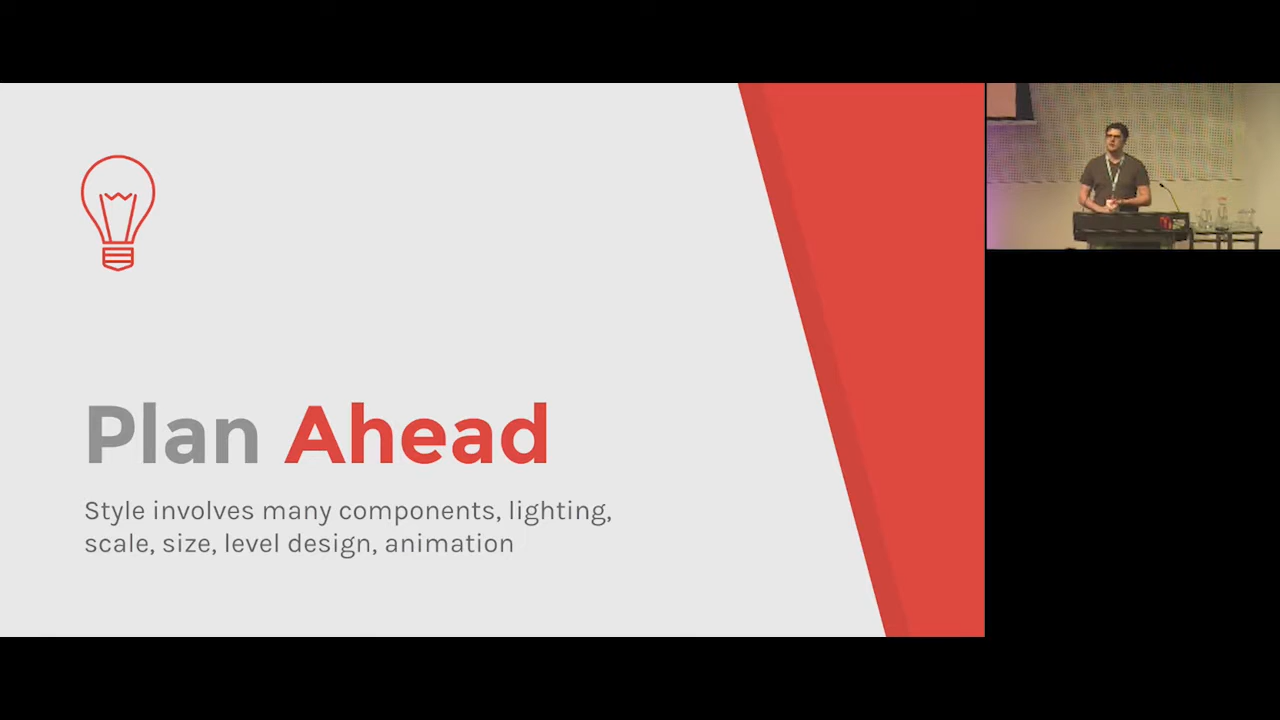 Plan Ahead
Style involves many components, lighting,
scale, size, level design, animation